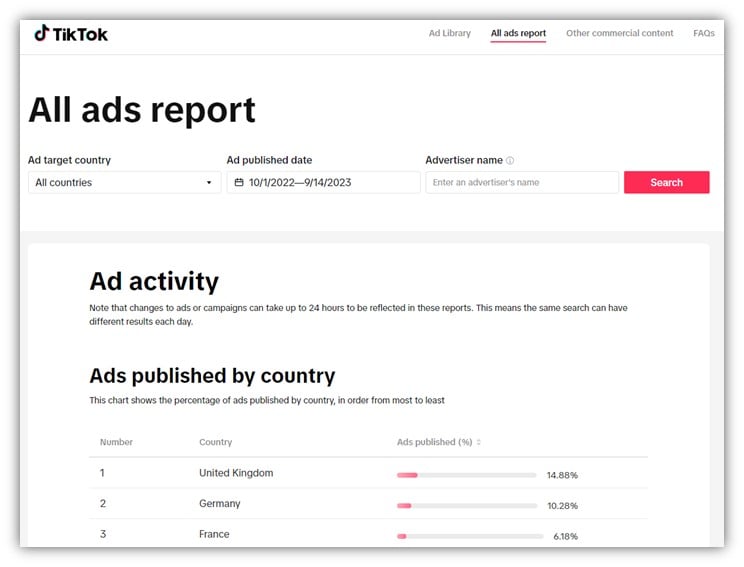 TikTok
Ad Library All ads report Other commercial content FAQs
All ads report
Ad target country Ad published date Advertiser name
All countries 10/1/2022—9/14/2023 Enter an advertiser's name Search
Ad activity
Note that changes to ads or campaigns can take up to 24 hours to be reflected in these reports. This means the same search can have
different results each day.
Ads published by country
This chart shows the percentage of ads published by country, in order from most to least
Number Country Ads published (%)
1 United Kingdom 14.88%
2 Germany 10.28%
3 France 6.18%